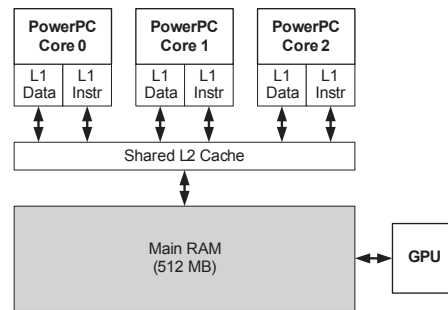 PowerPC
Core 0
PowerPC
Core 1
PowerPC
Core 2
L1
Data
L1
Instr
L1
Data
L1
Instr
L1
Data
L1
Instr
Shared L2 Cache
Main RAM
(512 MB)
GPU